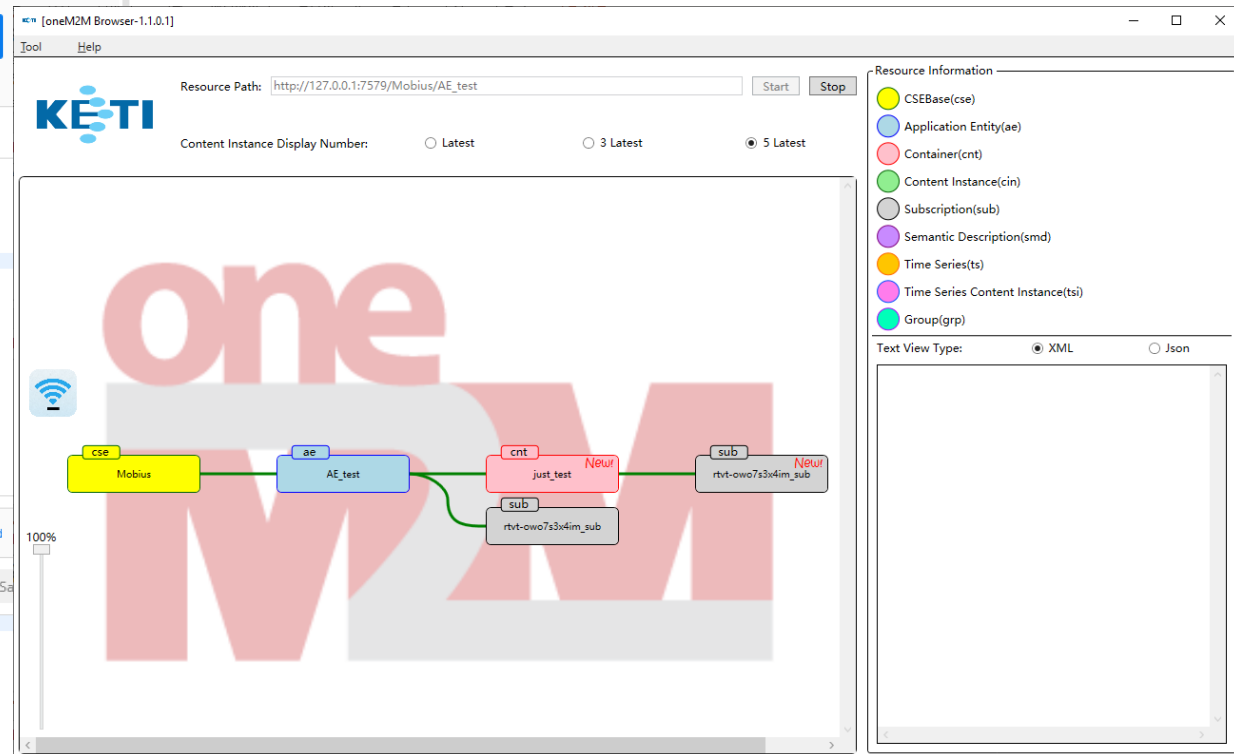 KETI [oneM2M Browser-1.1.0.1]
Tool Help
Resource Path: http://127.0.0.1:7579/Mobius/AE_test Start Stop
KETI
Content Instance Display Number: Latest 3 Latest 5 Latest
Resource Information
CSEBase(cse)
Application Entity(ae)
Container(cnt)
Content Instance(cin)
Subscription(sub)
Semantic Description(smd)
Time Series(ts)
Time Series Content Instance(tsi)
Group(grp)
Text View Type: XML Json
one
M2M
cse ae cnt sub
New! New!
Mobius AE_test just_test rtvt-owo7s3x4im_sub
sub
rtvt-owo7s3x4im_sub
100%
Sa